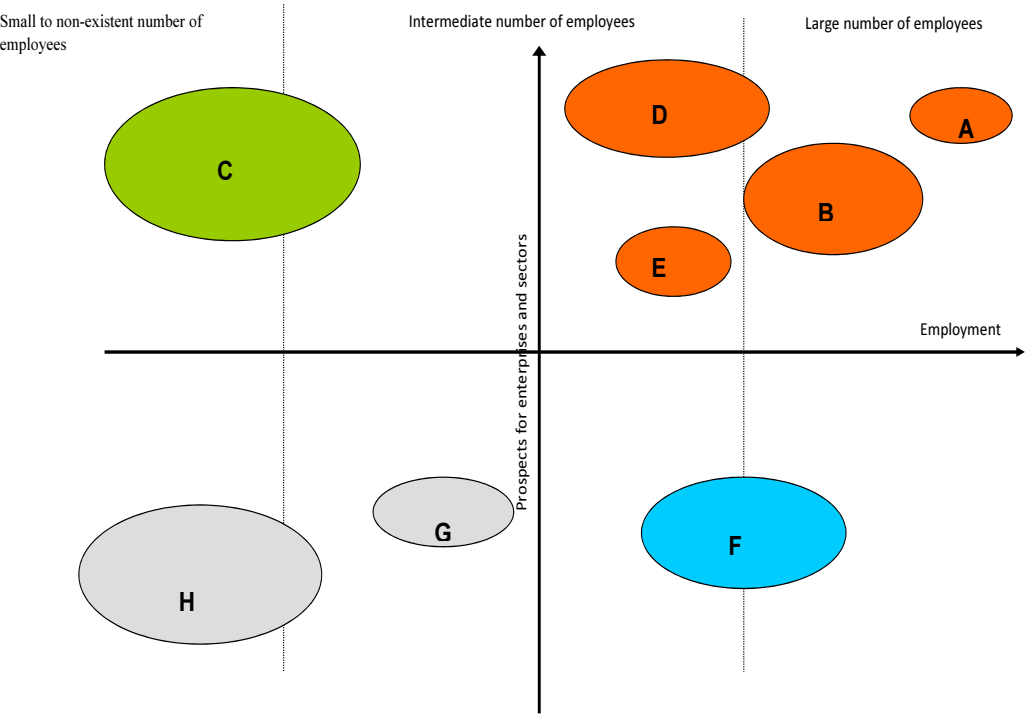 Small to non-existent number of
employees
Intermediate number of employees
Large number of employees
D
A
C
B
E
Employment
Prospects for enterprises and sectors
G
F
H